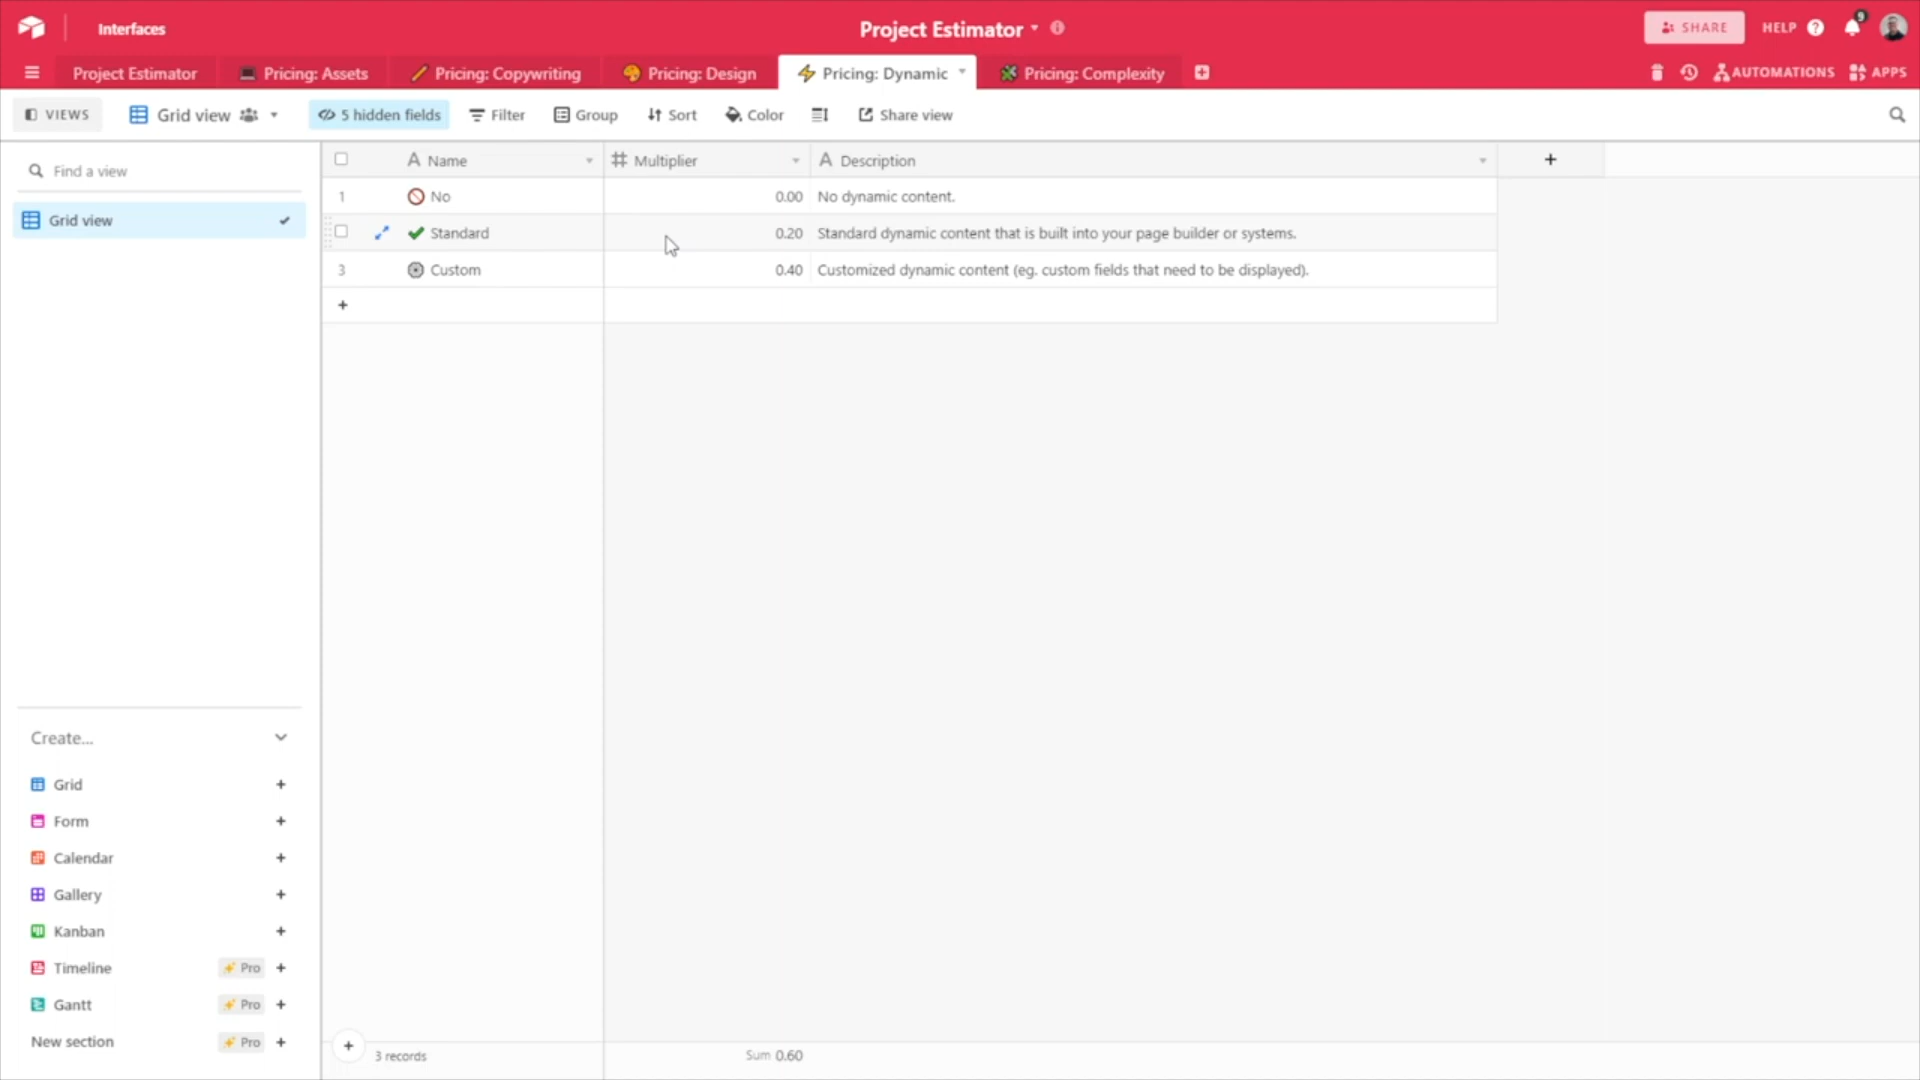 Interfaces
Project Estimator
SHARE
HELP
9
Project Estimator
Pricing: Assets
Pricing: Copywriting
Pricing: Design
Pricing: Dynamic
Pricing: Complexity
AUTOMATIONS
APPS
VIEWS
Grid view
5 hidden fields
Filter
Group
Sort
Color
Share view
Find a view
Grid view
Name
Multiplier
Description
1
No
0.00
No dynamic content.
Standard
0.20
Standard dynamic content that is built into your page builder or systems.
3
Custom
0.40
Customized dynamic content (eg. custom fields that need to be displayed).
Create...
Grid
Form
Calendar
Gallery
Kanban
Timeline
Pro
Gantt
Pro
New section
Pro
3 records
Sum 0.60